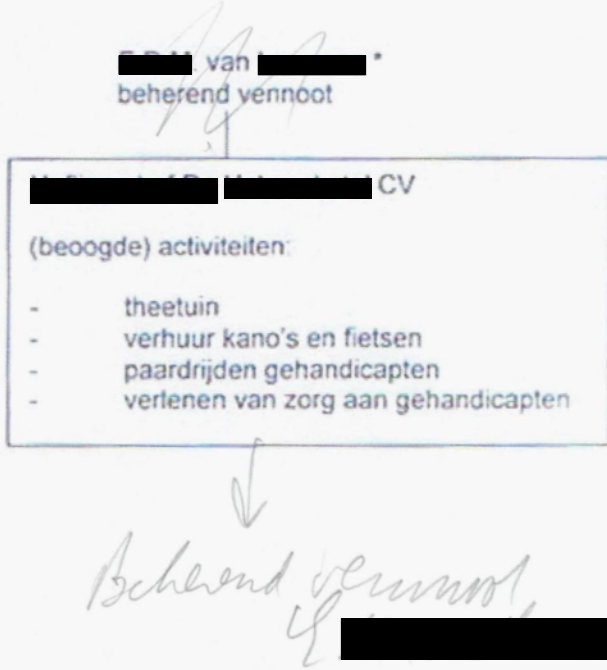 van *
beherend vennoot
CV
(beoogde) activiteiten:
- theetuin
- verhuur kano's en fietsen
- paardrijden gehandicapten
- verlenen van zorg aan gehandicapten
Beherend vennoot